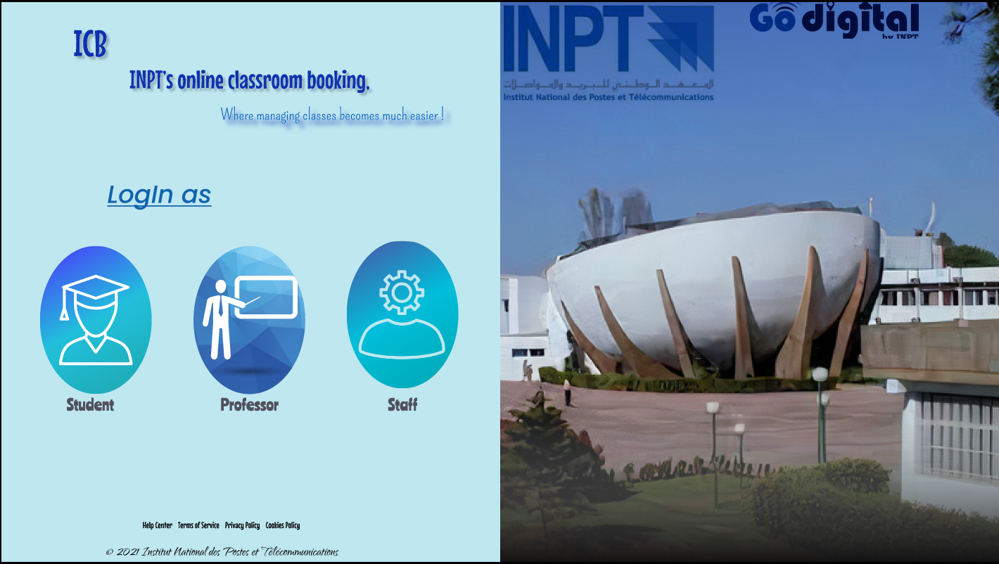 ICB
INPT's online classroom booking.
Where managing classes becomes much easier !
LogIn as
Student
Professor
Staff
Help Center Terms of Service Privacy Policy Cookies Policy
© 2021 Institut National des Postes et Télécommunications
INPT
المعهد الوطني للبريد والمواصلات
Institut National des Postes et Télécommunications
Go digital
by INPT